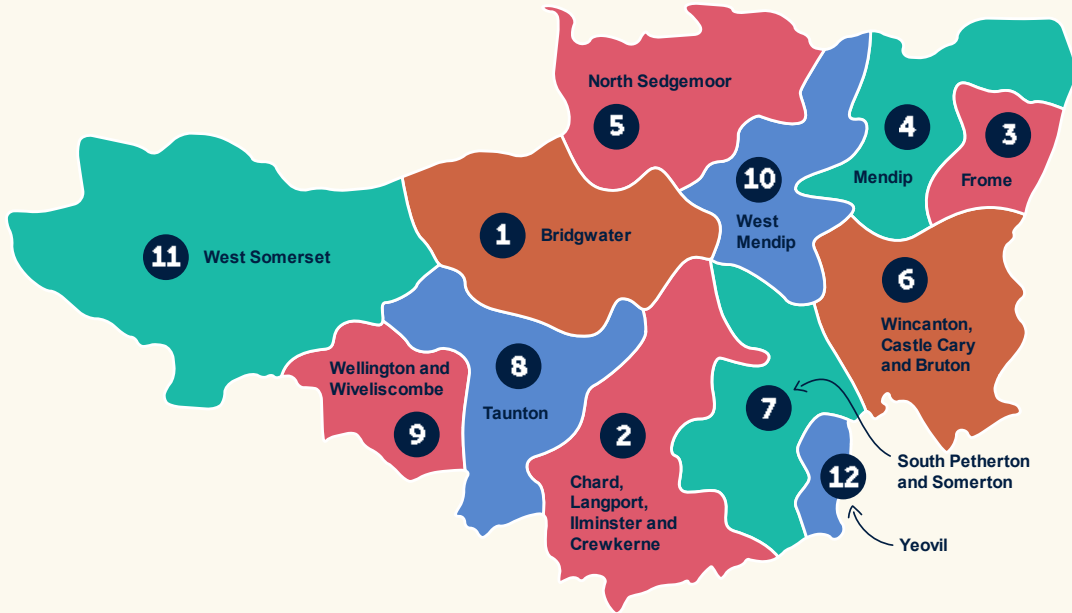 North Sedgemoor
5
4
Mendip
3
Frome
10
West
Mendip
1
Bridgwater
11
West Somerset
6
Wincanton,
Castle Cary
and Bruton
Wellington and
Wiveliscombe
9
8
Taunton
2
Chard,
Langport,
Ilminster and
Crewkerne
7
South Petherton
and Somerton
12
Yeovil